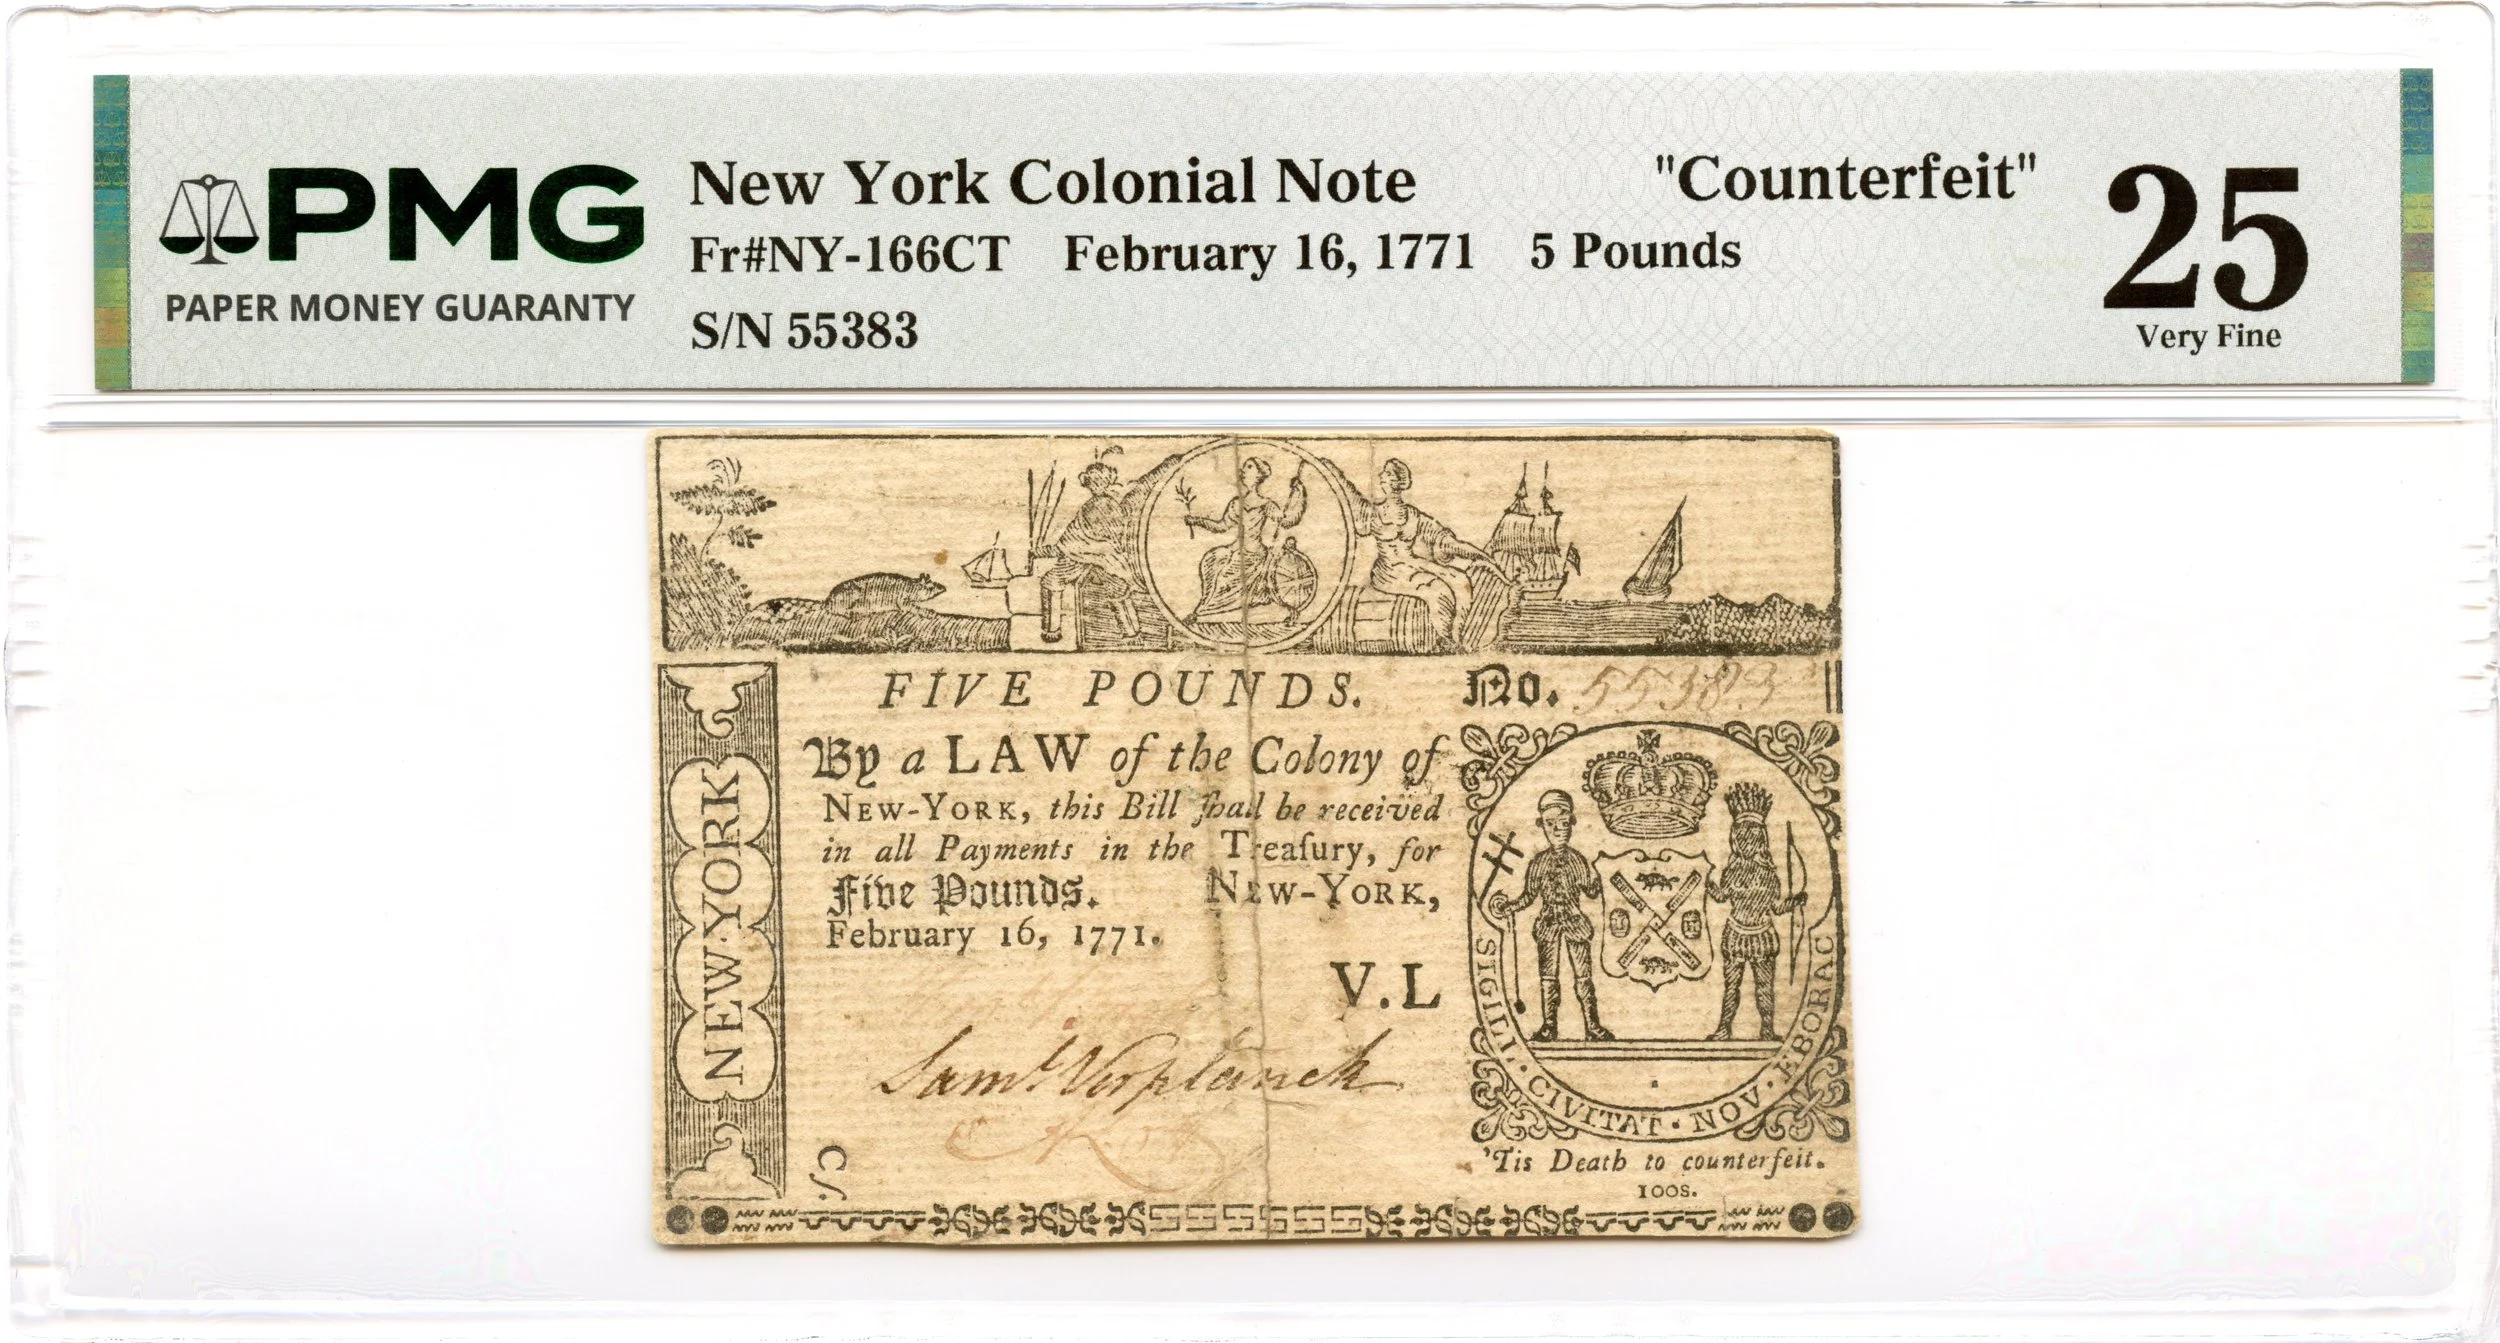 PMG
PAPER MONEY GUARANTY
New York Colonial Note "Counterfeit"
Fr#NY-166CT February 16, 1771 5 Pounds
S/N 55383
25
Very Fine
FIVE POUNDS. No. 55383
NEW-YORK
By a LAW of the Colony of
NEW-YORK, this Bill ſhall be received
in all Payments in the Treaſury, for
Five Pounds. NEW-YORK,
February 16, 1771.
V.L
Saml Verplanck
SIGILL · CIVITAT · NOV · EBORAC
'Tis Death to counterfeit.
100s.